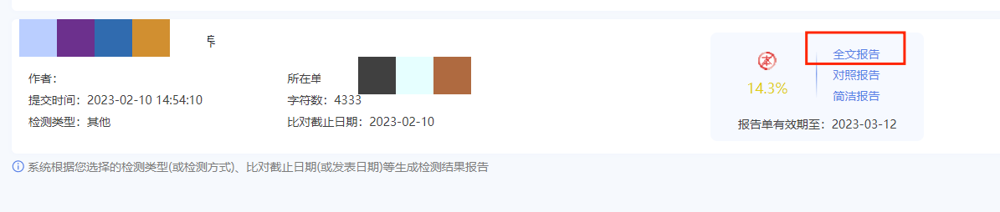 作者:
所在单
全文报告
本
对照报告
14.3%
提交时间：2023-02-10 14:54:10
字符数：4333
简洁报告
检测类型：其他
比对截止日期：2023-02-10
报告单有效期至：2023-03-12
系统根据您选择的检测类型(或检测方式)、比对截止日期(或发表日期)等生成检测结果报告